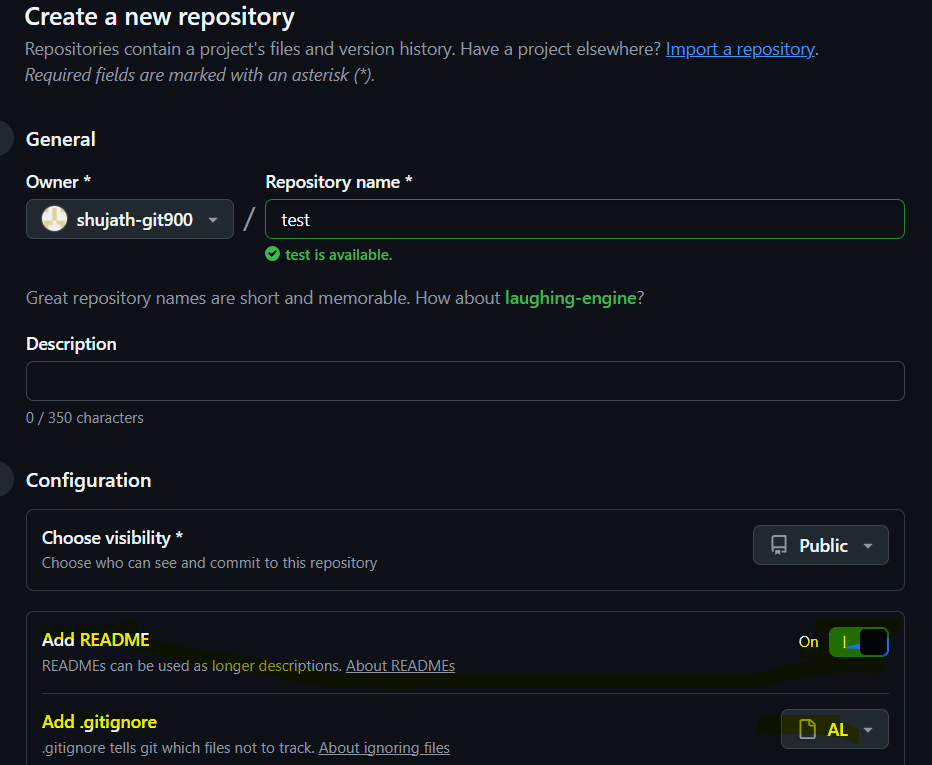 Create a new repository
Repositories contain a project's files and version history. Have a project elsewhere? Import a repository.
Required fields are marked with an asterisk (*).
General
Owner *
Repository name *
shujath-git900
/
test
test is available.
Great repository names are short and memorable. How about laughing-engine?
Description
0 / 350 characters
Configuration
Choose visibility *
Choose who can see and commit to this repository
Public
Add README
READMEs can be used as longer descriptions. About READMEs
On
Add .gitignore
.gitignore tells git which files not to track. About ignoring files
AL